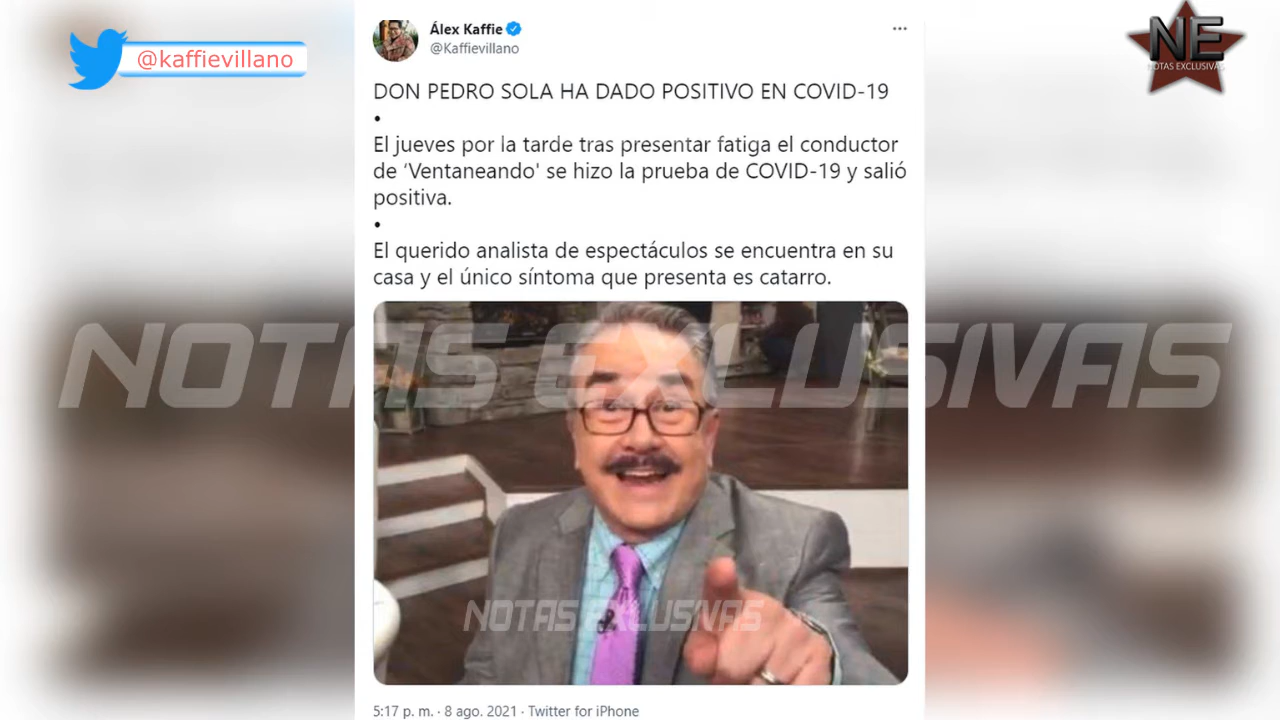 @kaffievillano
NE
NOTAS EXCLUSIVAS
Álex Kaffie
@Kaffievillano
DON PEDRO SOLA HA DADO POSITIVO EN COVID-19
•
El jueves por la tarde tras presentar fatiga el conductor
de ‘Ventaneando' se hizo la prueba de COVID-19 y salió
positiva.
•
El querido analista de espectáculos se encuentra en su
casa y el único síntoma que presenta es catarro.
NOTAS EXCLUSIVAS
NOTAS EXCLUSIVAS
5:17 p. m. · 8 ago. 2021 · Twitter for iPhone